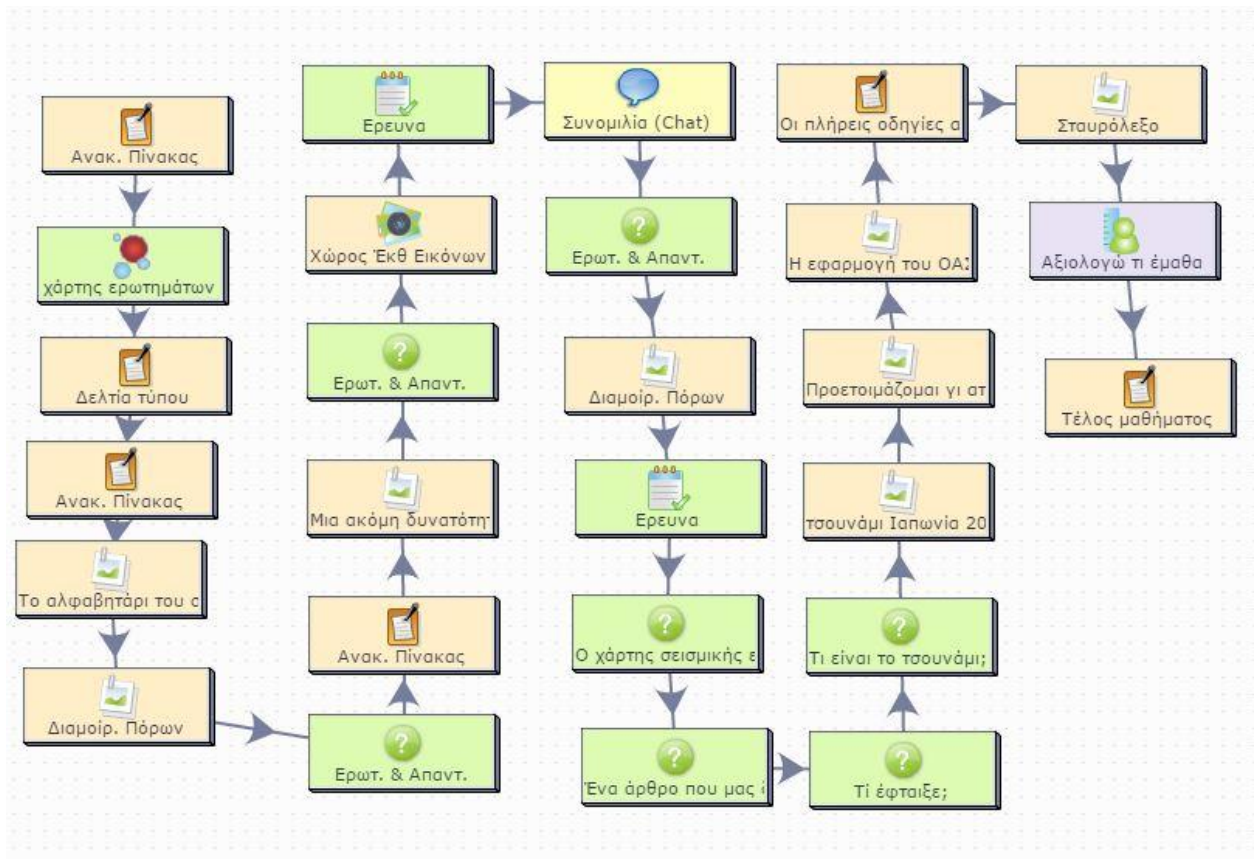 Ανακ. Πίνακας
χάρτης ερωτημάτων
Δελτία τύπου
Ανακ. Πίνακας
Το αλφαβητάρι του
Διαμοίρ. Πόρων
Ερωτ. & Απαντ.
Ανακ. Πίνακας
Μια ακόμη δυνατότη
Ερωτ. & Απαντ.
Χώρος Έκθ Εικόνων
Ερευνα
Συνομιλία (Chat)
Ερωτ. & Απαντ.
Διαμοίρ. Πόρων
Ερευνα
Ο χάρτης σεισμικής ε
Ένα άρθρο που μας
Τί έφταιξε;
Τι είναι το τσουνάμι;
τσουνάμι Ιαπωνία 20
Προετοιμάζομαι γι ατ
Η εφαρμογή του ΟΑΣ
Οι πλήρεις οδηγίες α
Σταυρόλεξο
Αξιολογώ τι έμαθα
Τέλος μαθήματος